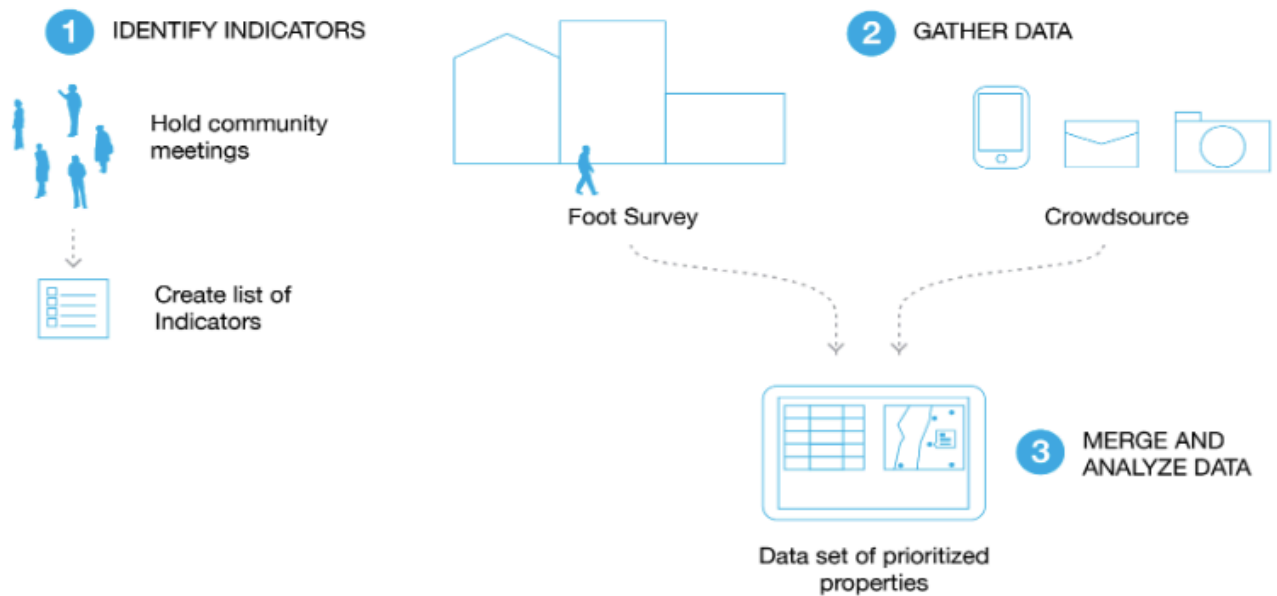 1 IDENTIFY INDICATORS
Hold community
meetings
Create list of
Indicators
2 GATHER DATA
Foot Survey
Crowdsource
3 MERGE AND
ANALYZE DATA
Data set of prioritized
properties